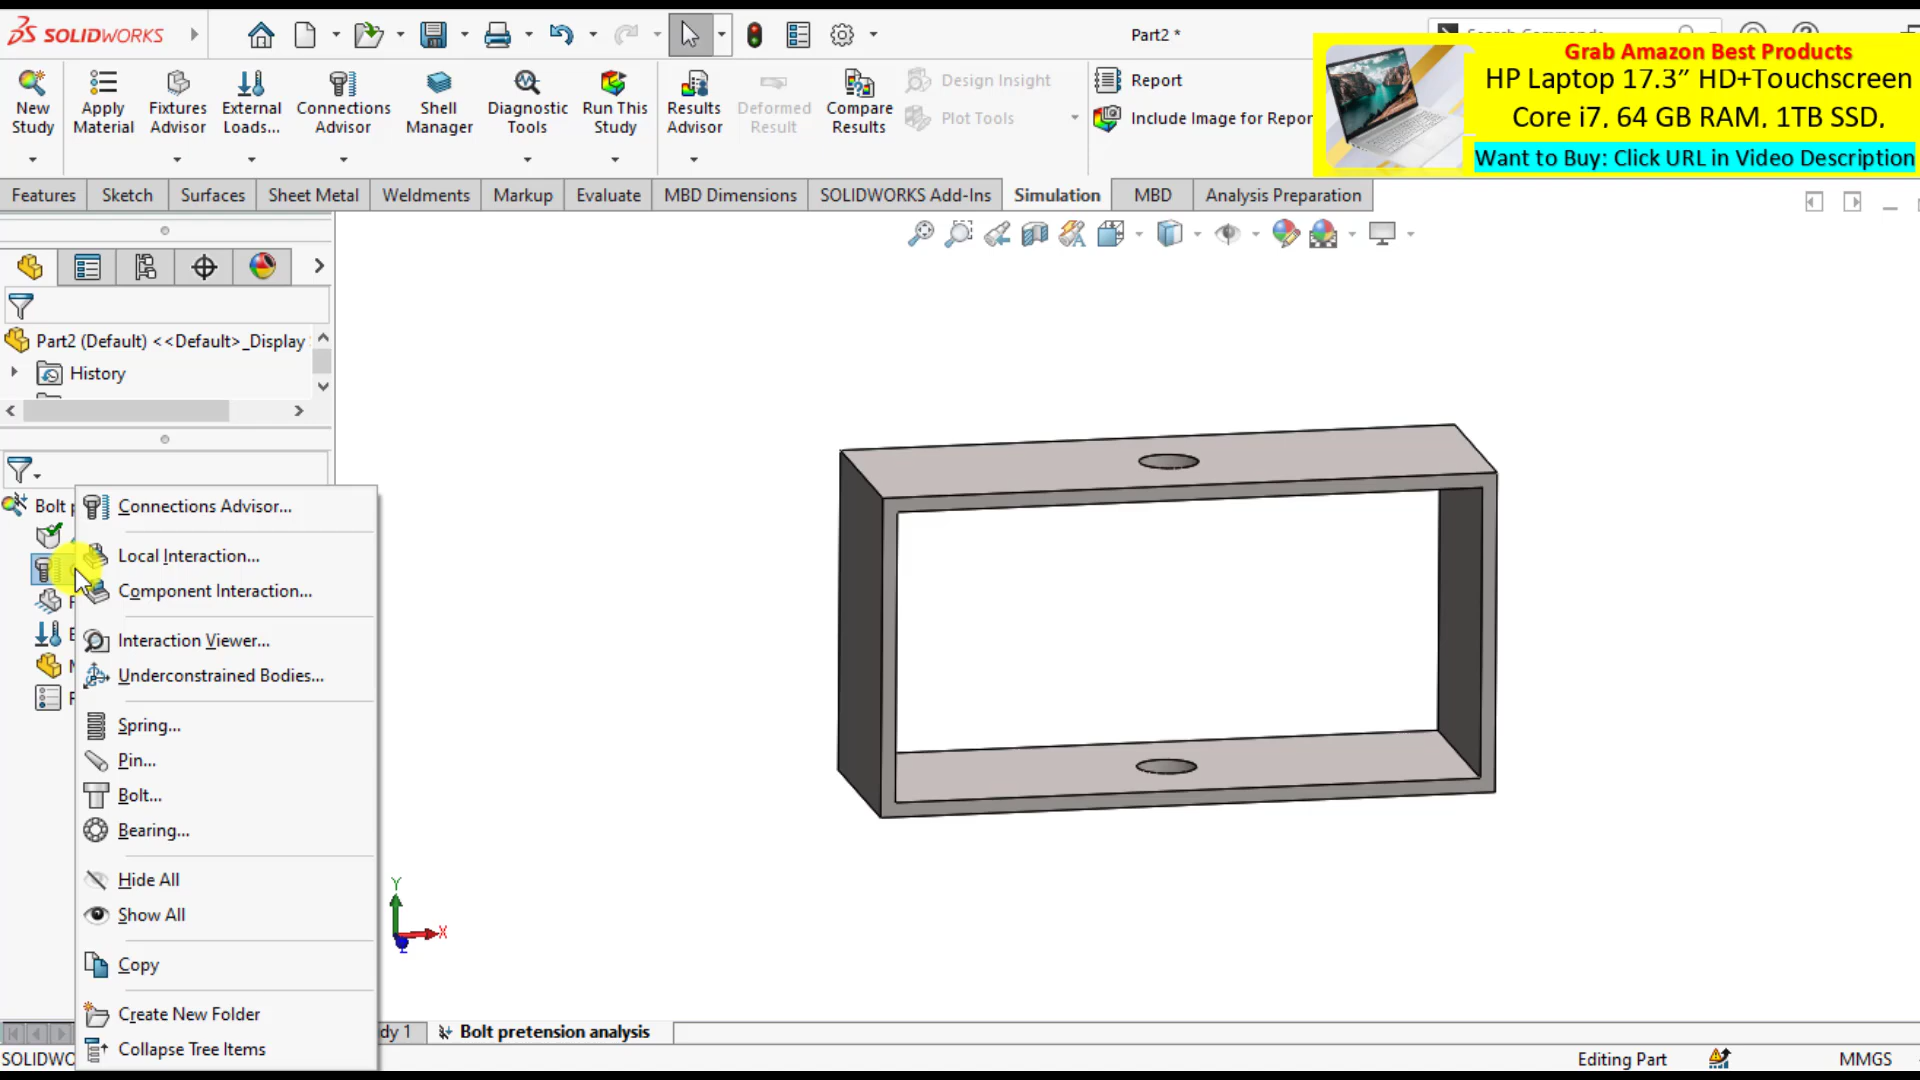 SOLIDWORKS
Part2 *
Grab Amazon Best Products
HP Laptop 17.3” HD+Touchscreen
Core i7, 64 GB RAM, 1TB SSD,
Want to Buy: Click URL in Video Description
New Study
Apply Material
Fixtures Advisor
External Loads...
Connections Advisor
Shell Manager
Diagnostic Tools
Run This Study
Results Advisor
Deformed Result
Compare Results
Design Insight
Plot Tools
Report
Include Image for Repor
Features
Sketch
Surfaces
Sheet Metal
Weldments
Markup
Evaluate
MBD Dimensions
SOLIDWORKS Add-Ins
Simulation
MBD
Analysis Preparation
Part2 (Default) <<Default>_Display
History
Bolt
Connections Advisor...
Local Interaction...
Component Interaction...
Interaction Viewer...
Underconstrained Bodies...
Spring...
Pin...
Bolt...
Bearing...
Hide All
Show All
Copy
Create New Folder
Collapse Tree Items
Y
X
Z
dy 1
Bolt pretension analysis
SOLIDWO
Editing Part
MMGS